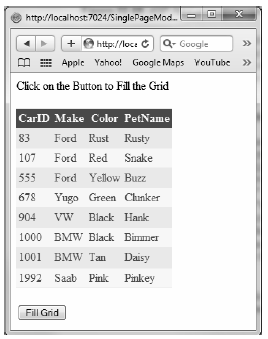 http://localhost:7024/SinglePageMod...
http://loca
Google
Apple Yahoo! Google Maps YouTube
Click on the Button to Fill the Grid
CarID Make Color PetName
83 Ford Rust Rusty
107 Ford Red Snake
555 Ford Yellow Buzz
678 Yugo Green Clunker
904 VW Black Hank
1000 BMW Black Bimmer
1001 BMW Tan Daisy
1992 Saab Pink Pinkey
Fill Grid